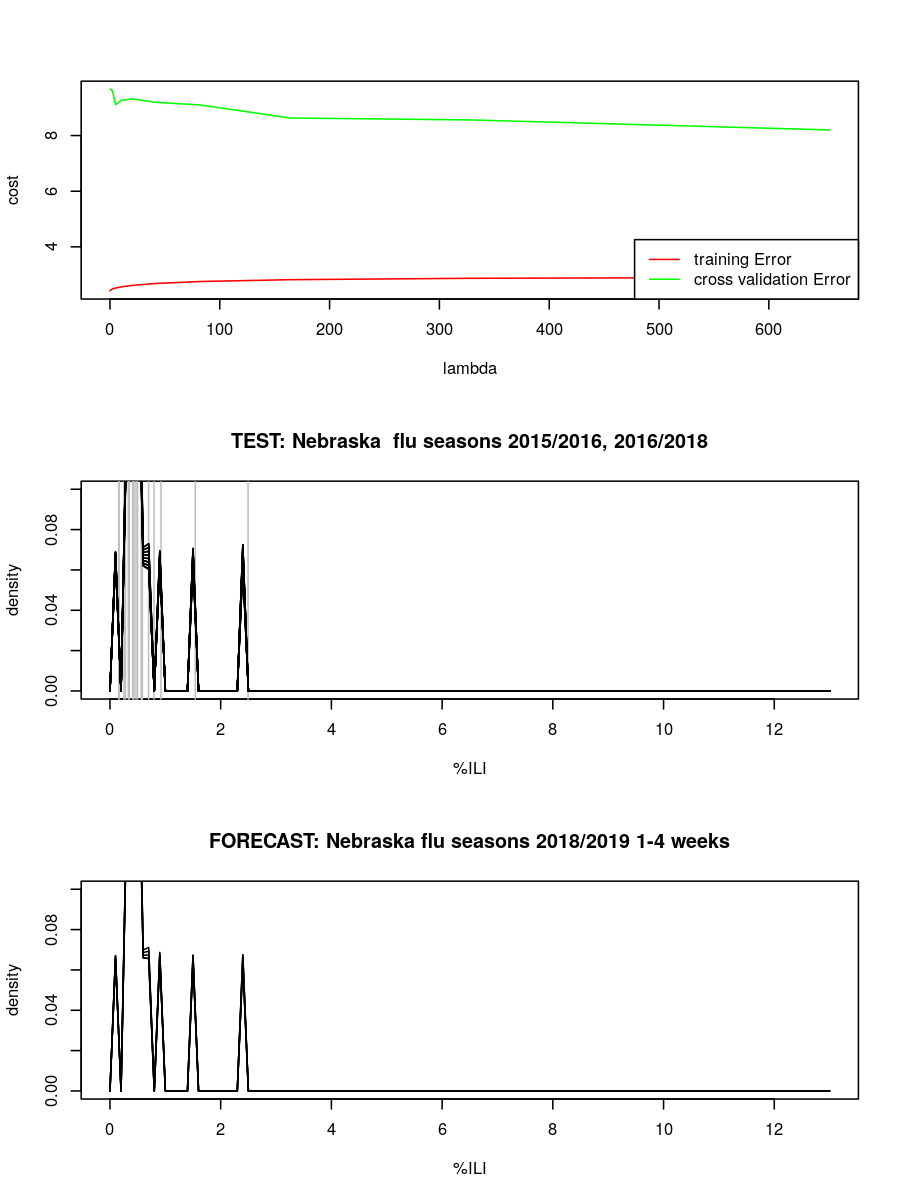 8
6
4
cost
training Error
cross validation Error
0 100 200 300 400 500 600
lambda
TEST: Nebraska  flu seasons 2015/2016, 2016/2018
0.08
0.04
0.00
density
0 2 4 6 8 10 12
%ILI
FORECAST: Nebraska flu seasons 2018/2019 1-4 weeks
0.08
0.04
0.00
density
0 2 4 6 8 10 12
%ILI